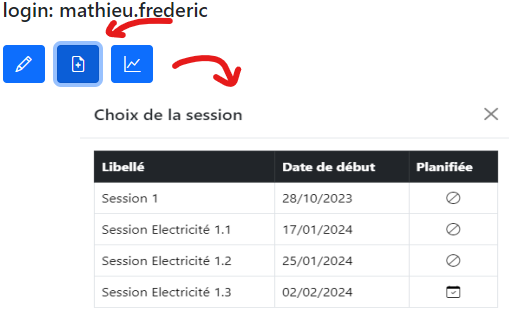 login: mathieu.frederic
Choix de la session
Libellé Date de début Planifiée
Session 1 28/10/2023
Session Electricité 1.1 17/01/2024
Session Electricité 1.2 25/01/2024
Session Electricité 1.3 02/02/2024